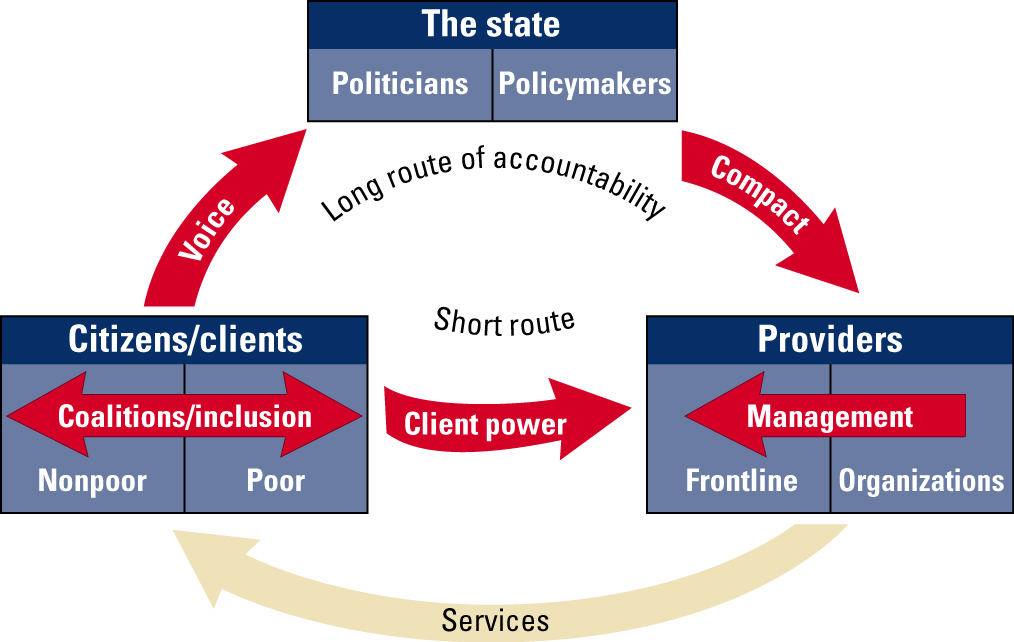 The state
Politicians
Policymakers
Long route of accountability
Voice
Compact
Short route
Citizens/clients
Coalitions/inclusion
Nonpoor
Poor
Client power
Providers
Management
Frontline
Organizations
Services